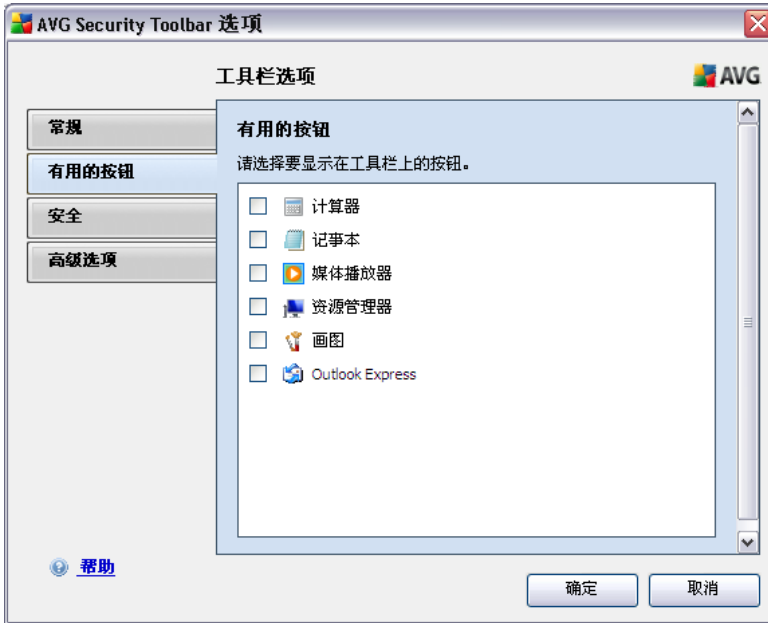 AVG Security Toolbar 选项
工具栏选项
AVG
常规
有用的按钮
安全
高级选项
有用的按钮
请选择要显示在工具栏上的按钮。
计算器
记事本
媒体播放器
资源管理器
画图
Outlook Express
帮助
确定
取消